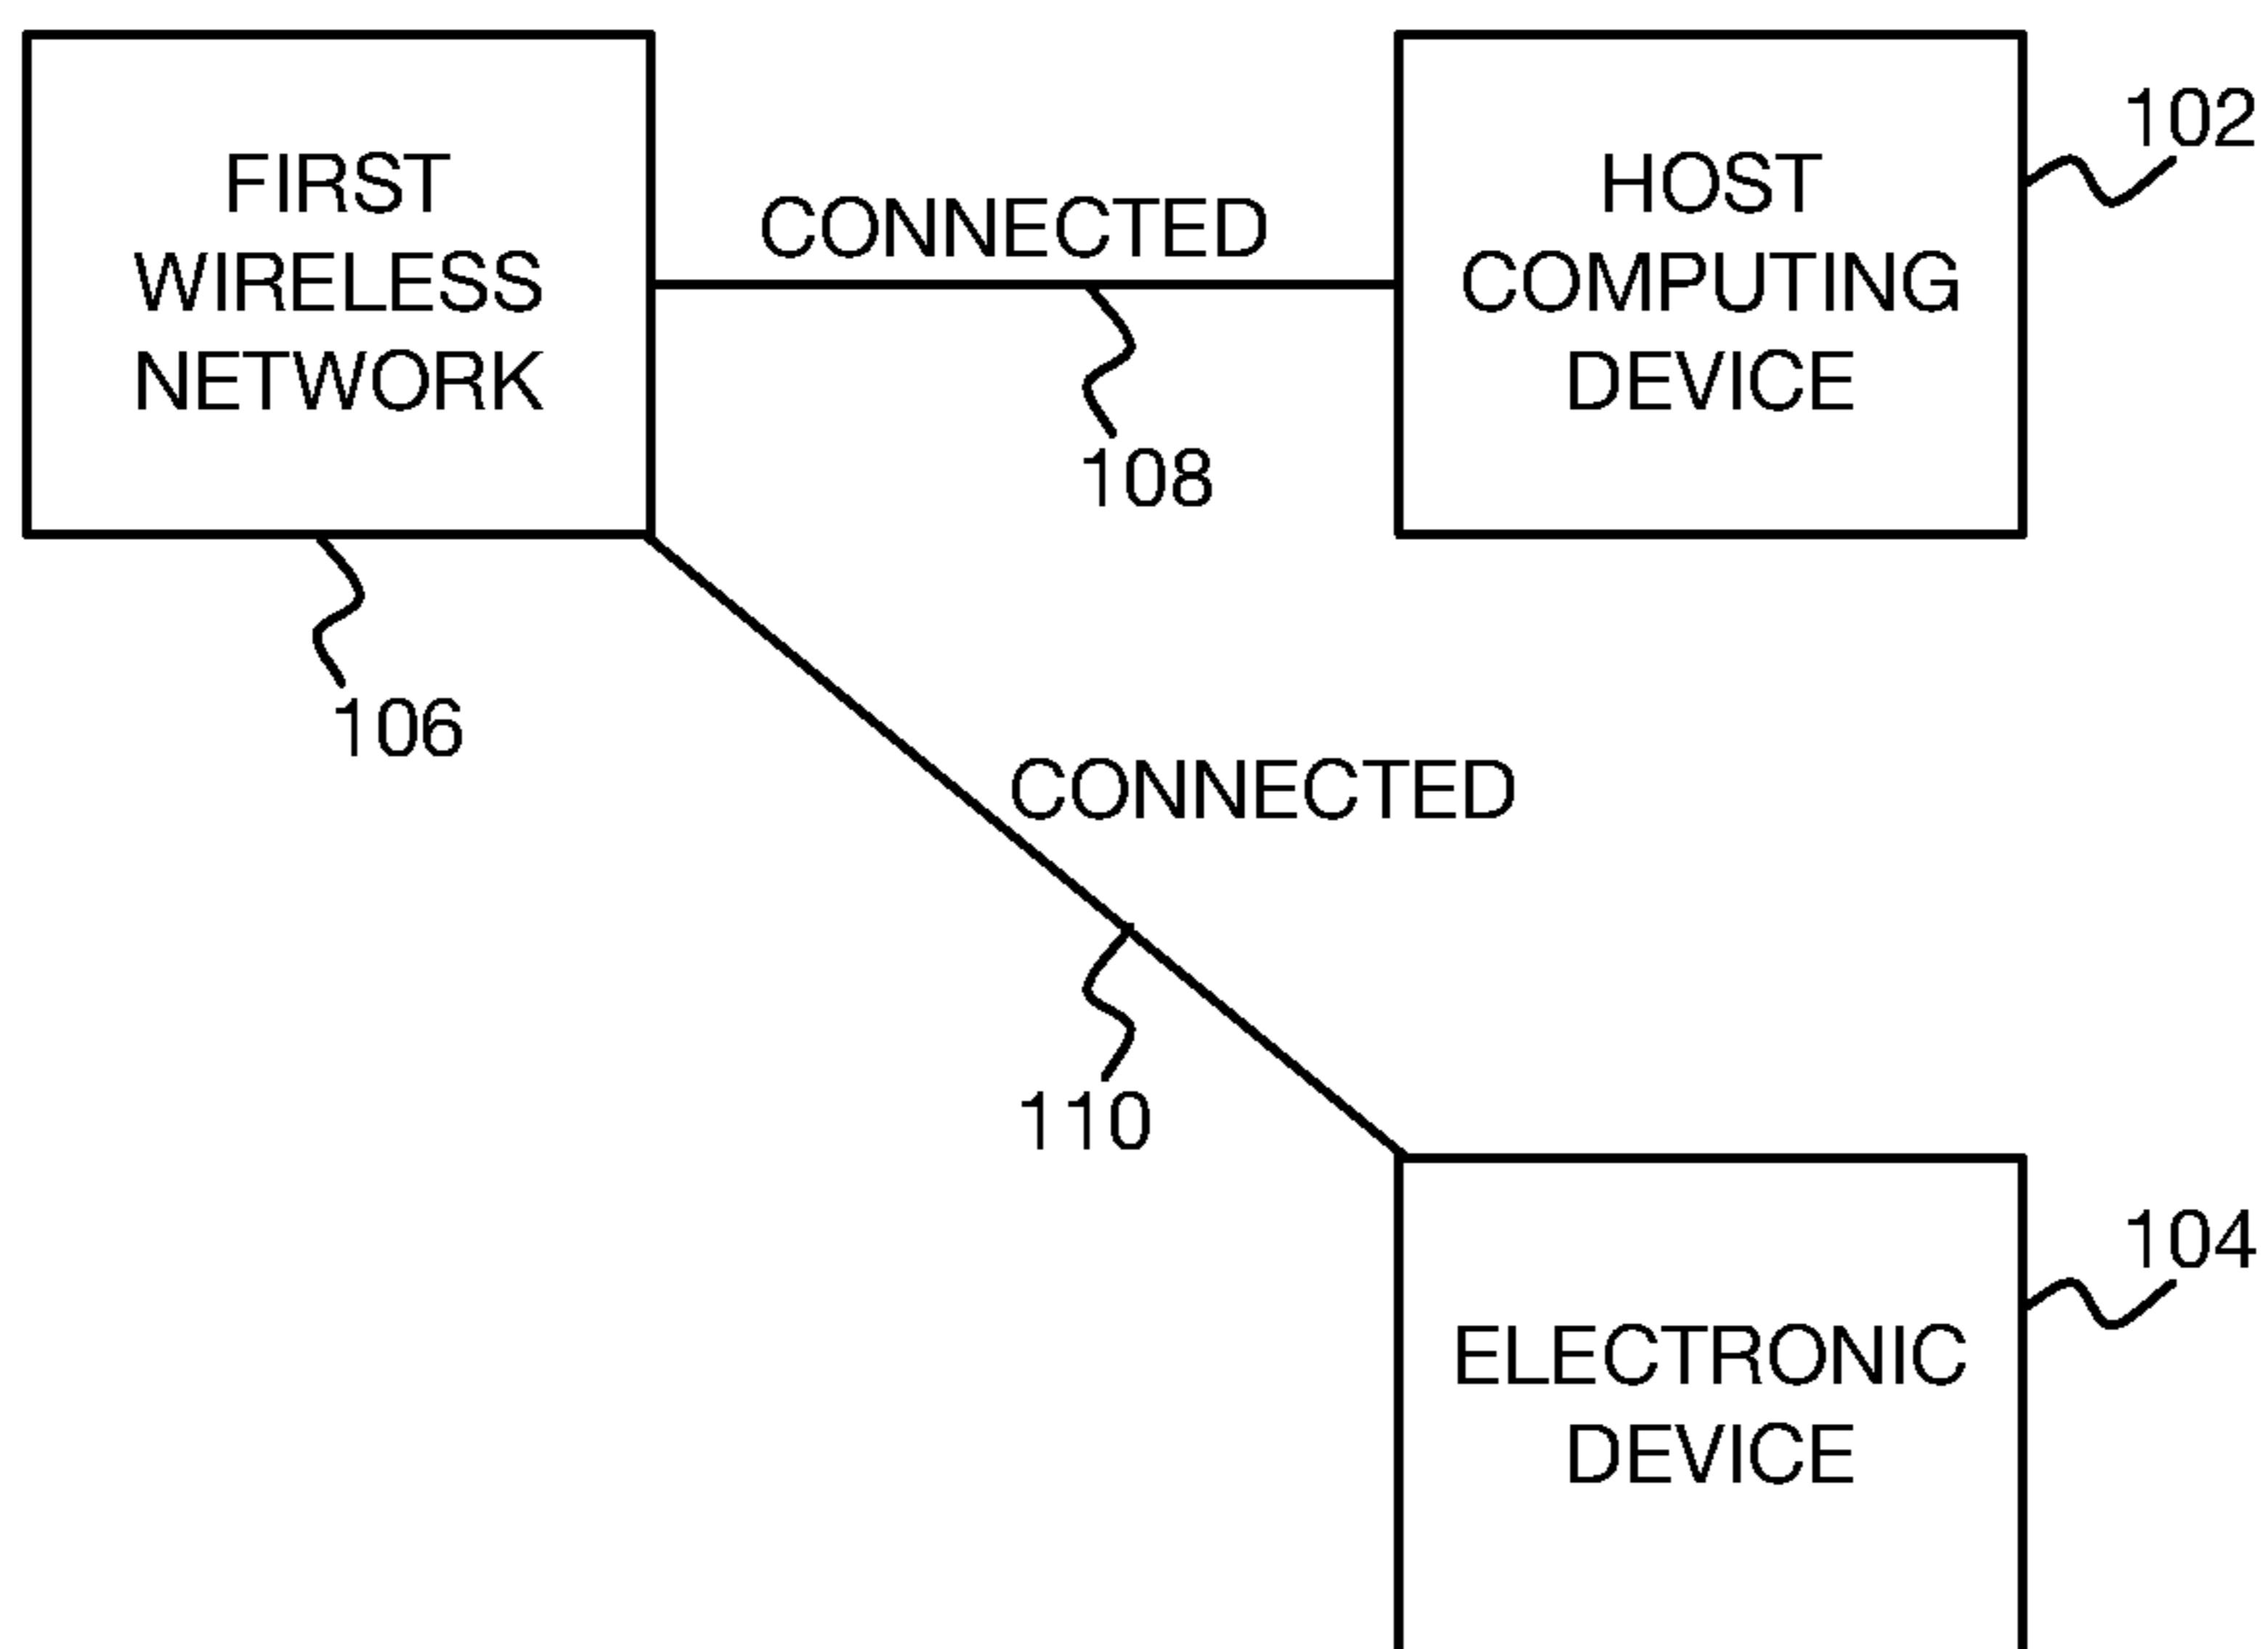 FIRST
WIRELESS
NETWORK
CONNECTED
HOST
COMPUTING
DEVICE
102
108
106
CONNECTED
110
104
ELECTRONIC
DEVICE